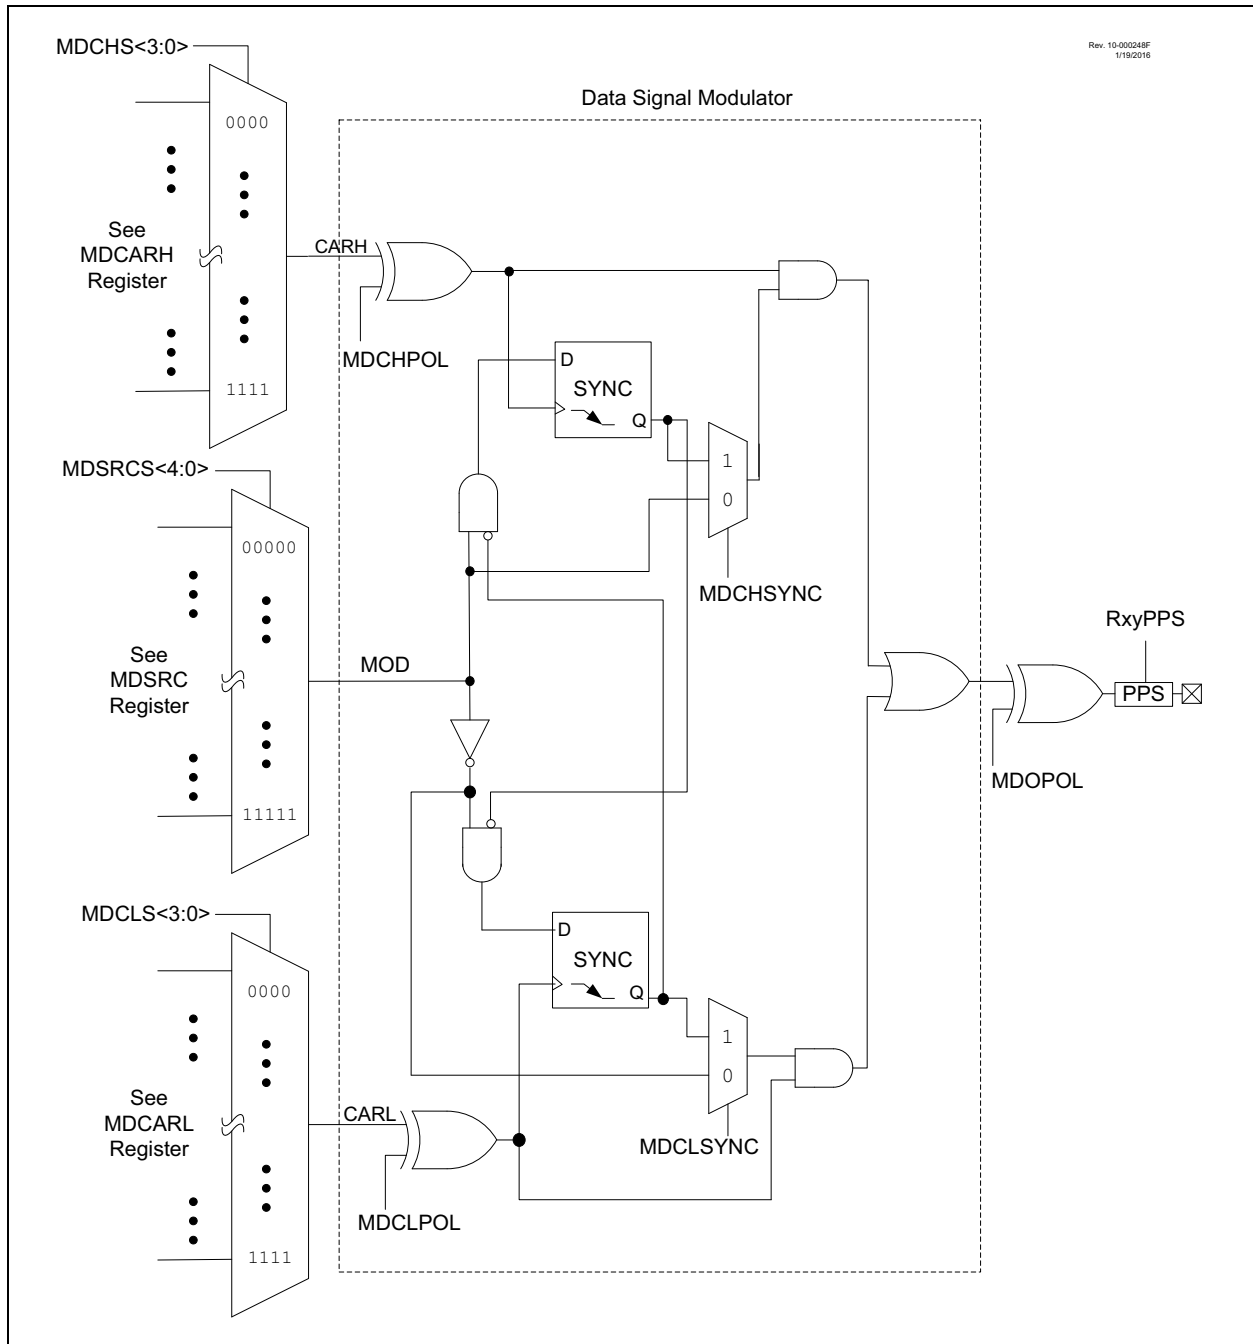 MDCHS<3:0>
Rev. 10-000248F
1/19/2016
Data Signal Modulator
0000
See
MDCARH
Register
CARH
MDCHPOL
1111
D
SYNC
Q
1
0
MDCHSYNC
MDSRCS<4:0>
00000
See
MDSRC
Register
MOD
11111
RxyPPS
PPS
MDOPOL
MDCLS<3:0>
0000
D
SYNC
Q
1
0
See
MDCARL
Register
CARL
MDCLSYNC
MDCLPOL
1111